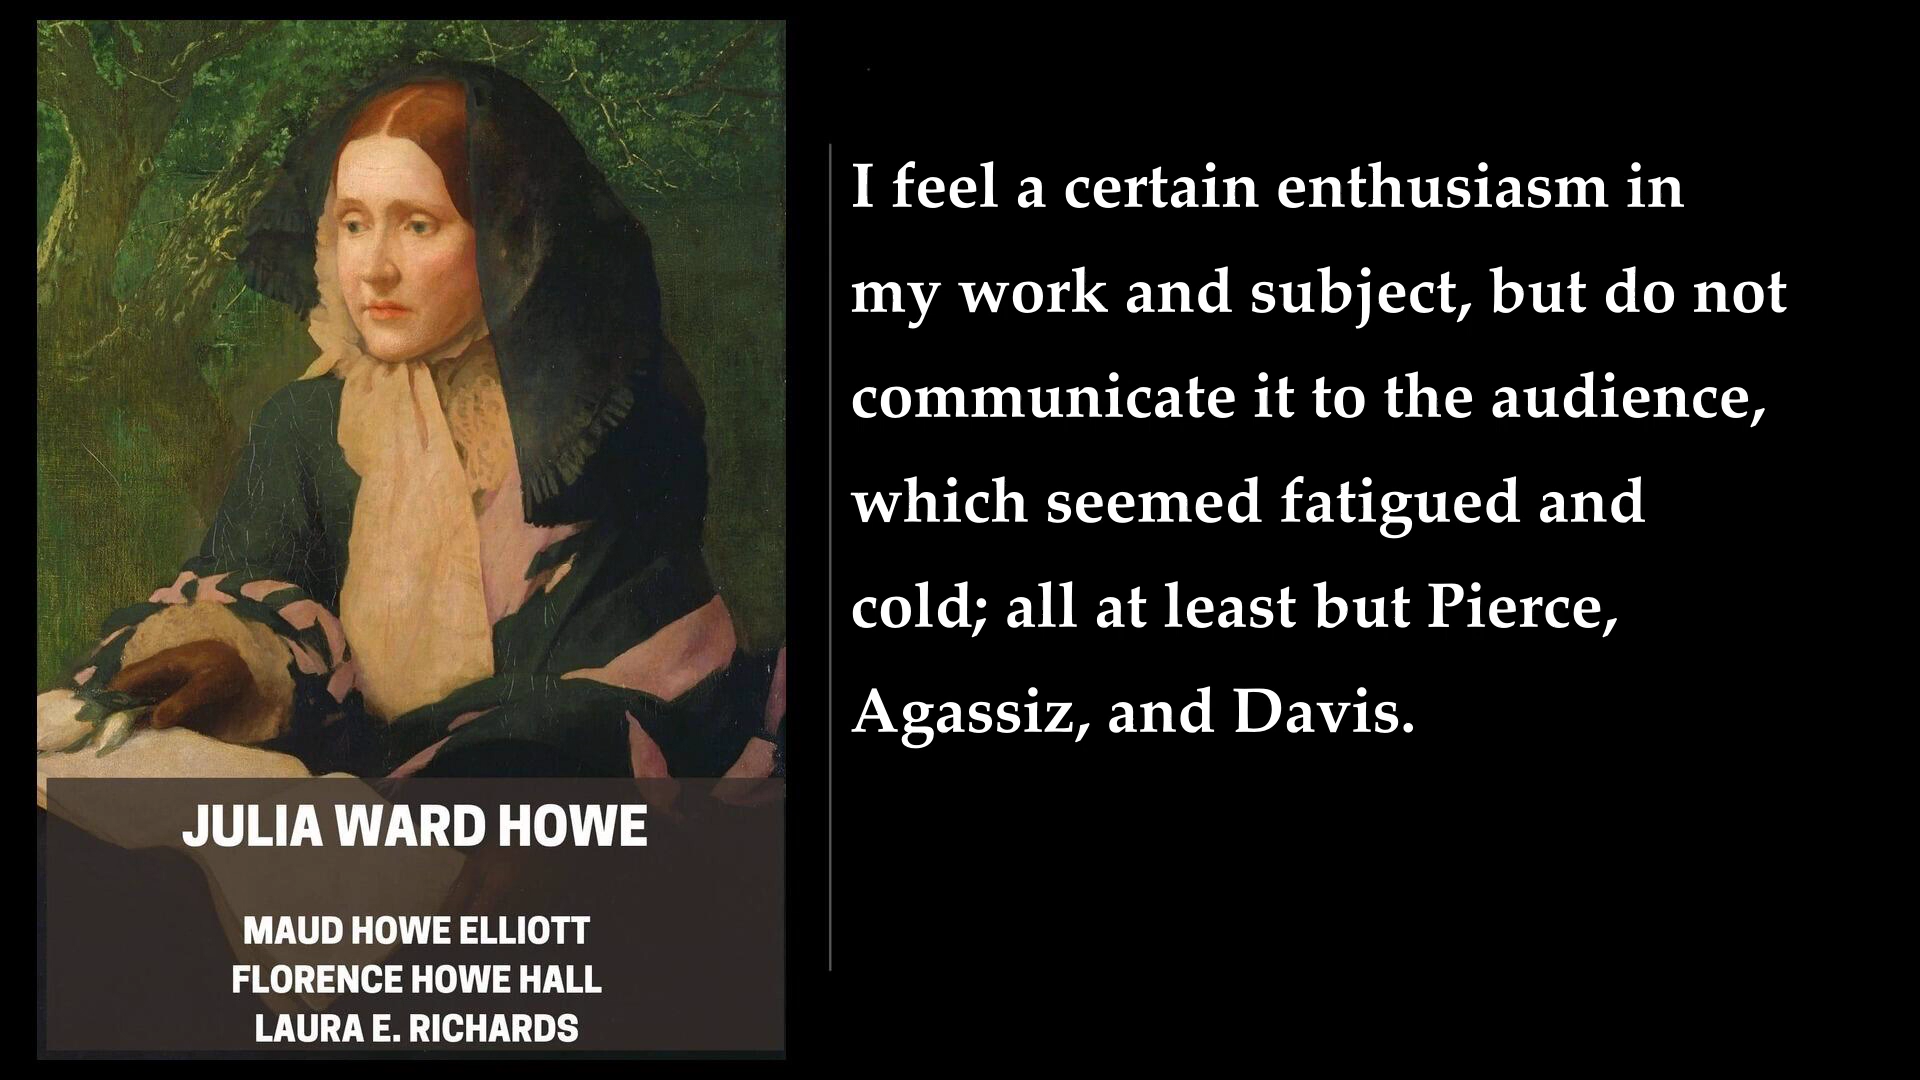 JULIA WARD HOWE
MAUD HOWE ELLIOTT
FLORENCE HOWE HALL
LAURA E. RICHARDS
I feel a certain enthusiasm in
my work and subject, but do not
communicate it to the audience,
which seemed fatigued and
cold; all at least but Pierce,
Agassiz, and Davis.